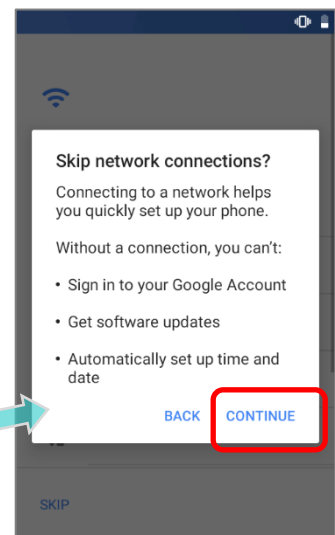 Skip network connections?
Connecting to a network helps
you quickly set up your phone.
Without a connection, you can't:
• Sign in to your Google Account
• Get software updates
• Automatically set up time and
date
BACK CONTINUE
SKIP